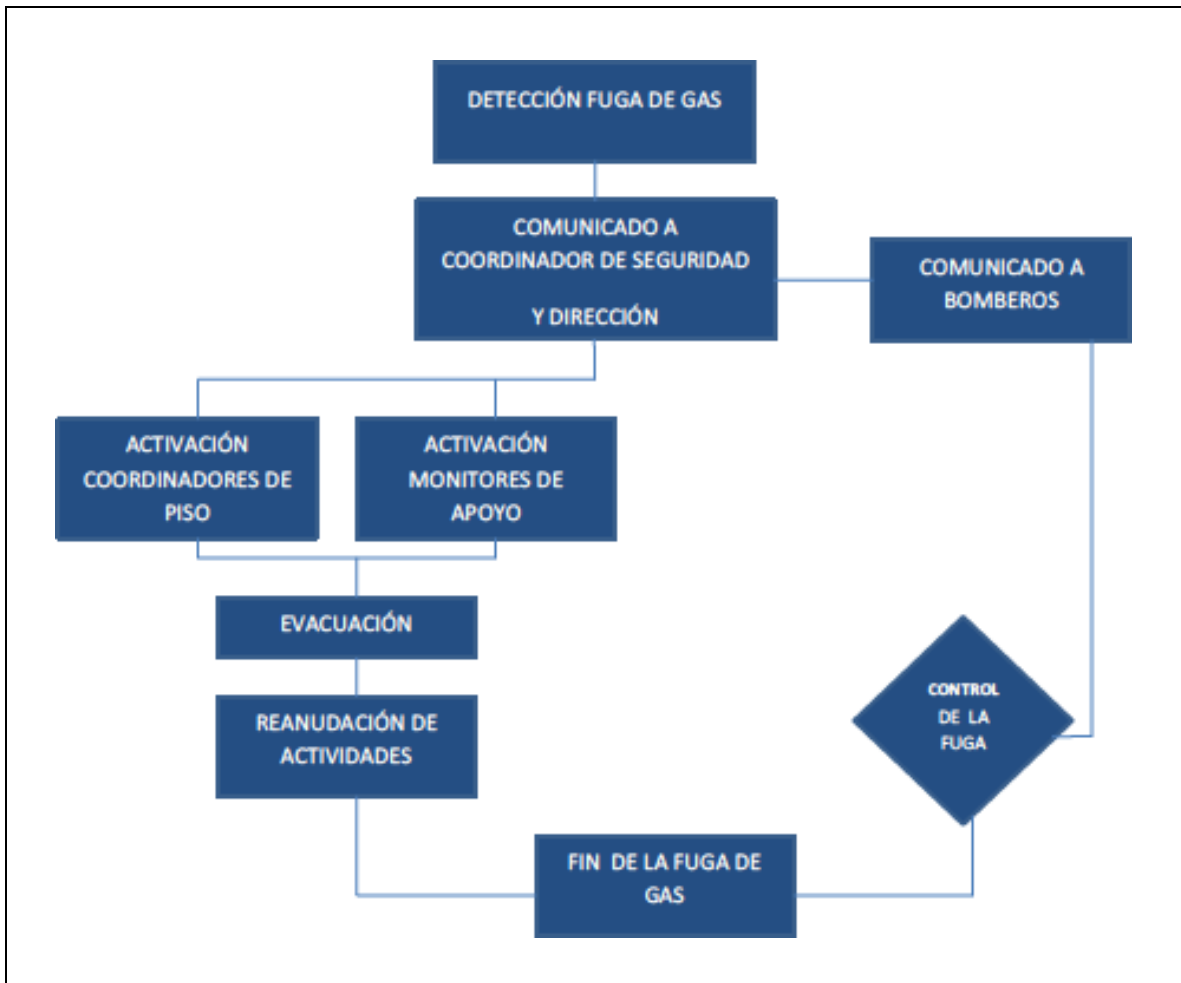 DETECCIÓN FUGA DE GAS
COMUNICADO A
COORDINADOR DE SEGURIDAD
Y DIRECCIÓN
COMUNICADO A
BOMBEROS
ACTIVACIÓN
COORDINADORES DE
PISO
ACTIVACIÓN
MONITORES DE
APOYO
EVACUACIÓN
REANUDACIÓN DE
ACTIVIDADES
CONTROL
DE LA
FUGA
FIN DE LA FUGA DE
GAS